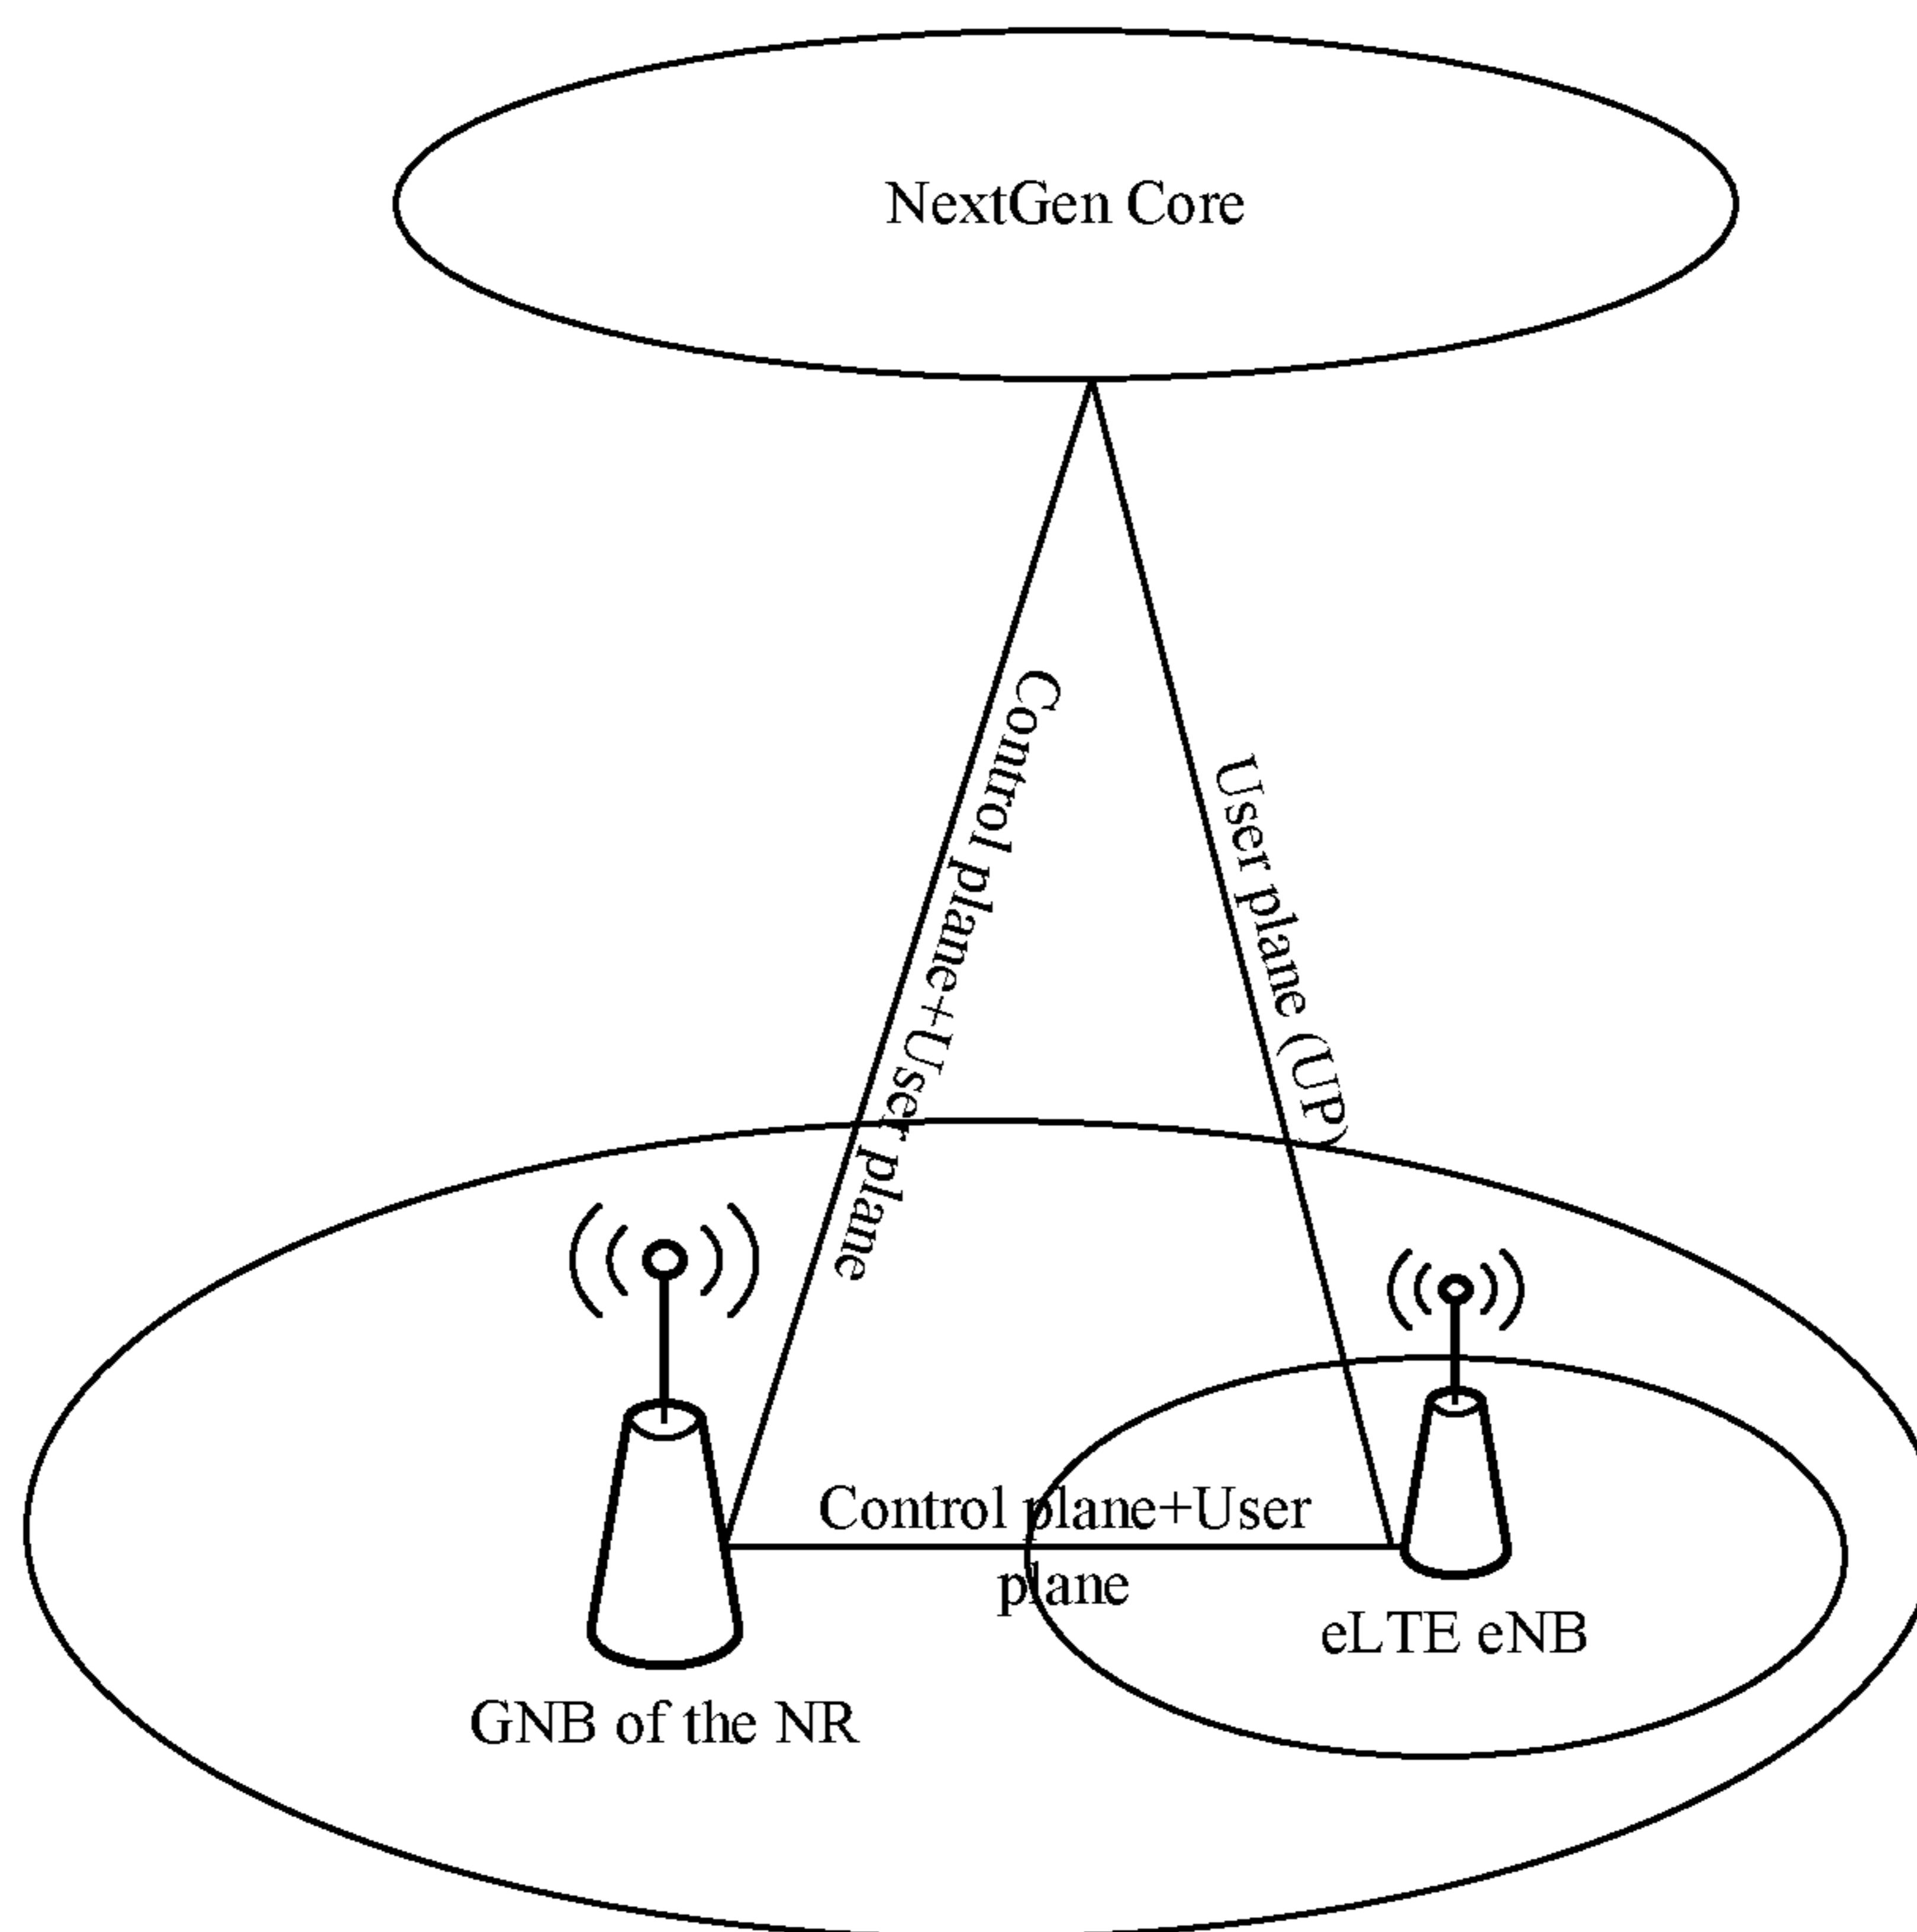 NextGen Core
Control plane+User plane
User plane (UP)
Control plane+User
plane
eLTE eNB
GNB of the NR